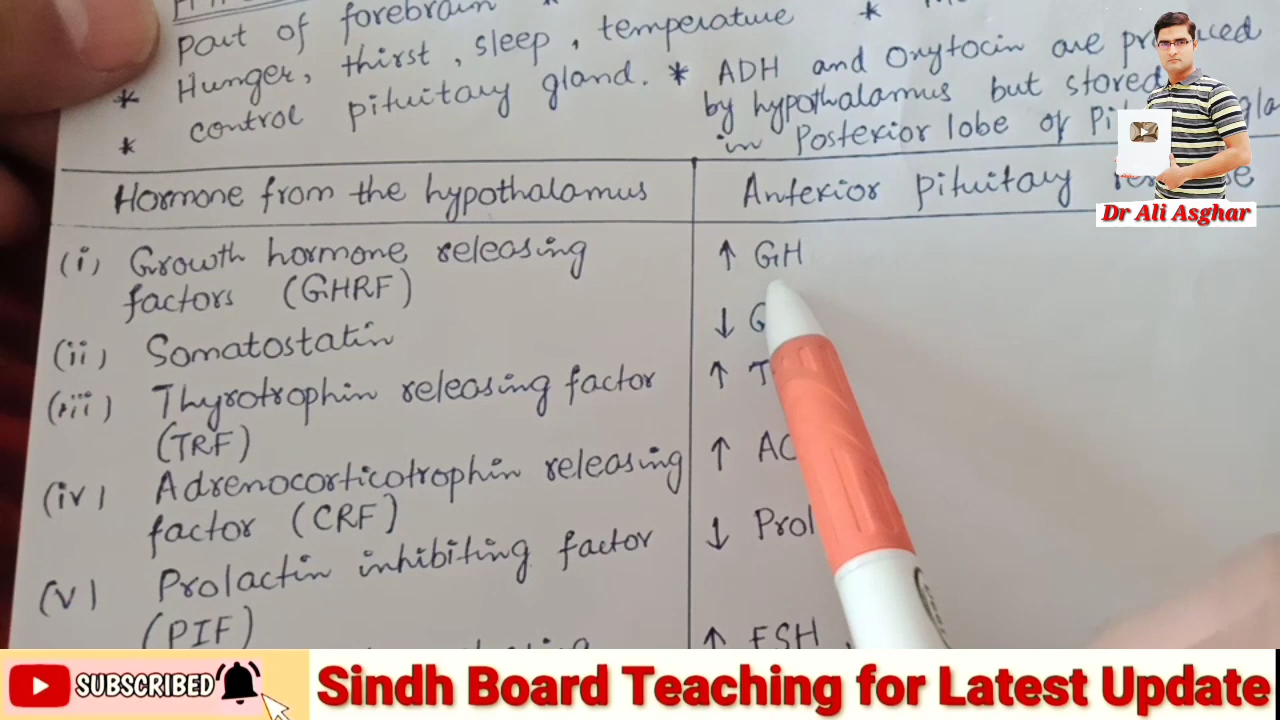 part of forebrain *
* Hunger, thirst, sleep, temperature *
* control pituitary gland. * ADH and Oxytocin are produced
by hypothalamus but stored
in Posterior lobe of
Hormone from the hypothalamus
Anterior pituitary
(i) Growth hormone releasing
factors (GHRF)
↑ GH
(ii) Somatostatin
↓ G
(iii) Thyrotrophin releasing factor
(TRF)
↑ T
(iv) Adrenocorticotrophin releasing
factor (CRF)
↑ AC
(v) Prolactin inhibiting factor
(PIF)
↓ Prol
↑ FSH
Dr Ali Asghar
SUBSCRIBED
Sindh Board Teaching for Latest Update